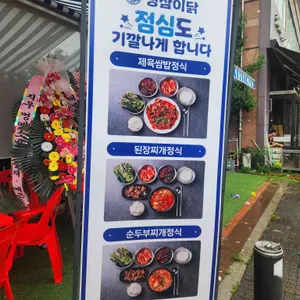 점심도
기깔나게 합니다
제육쌈밥정식
된장찌개정식
순두부찌개정식